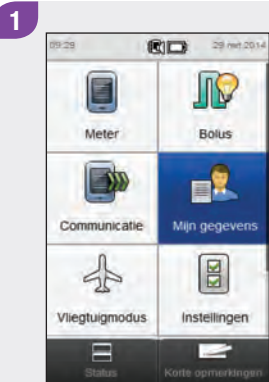 1
09:29 29 mrt 2014
Meter Bolus
Communicatie Mijn gegevens
Vliegtuigmodus Instellingen
Status Korte opmerkingen